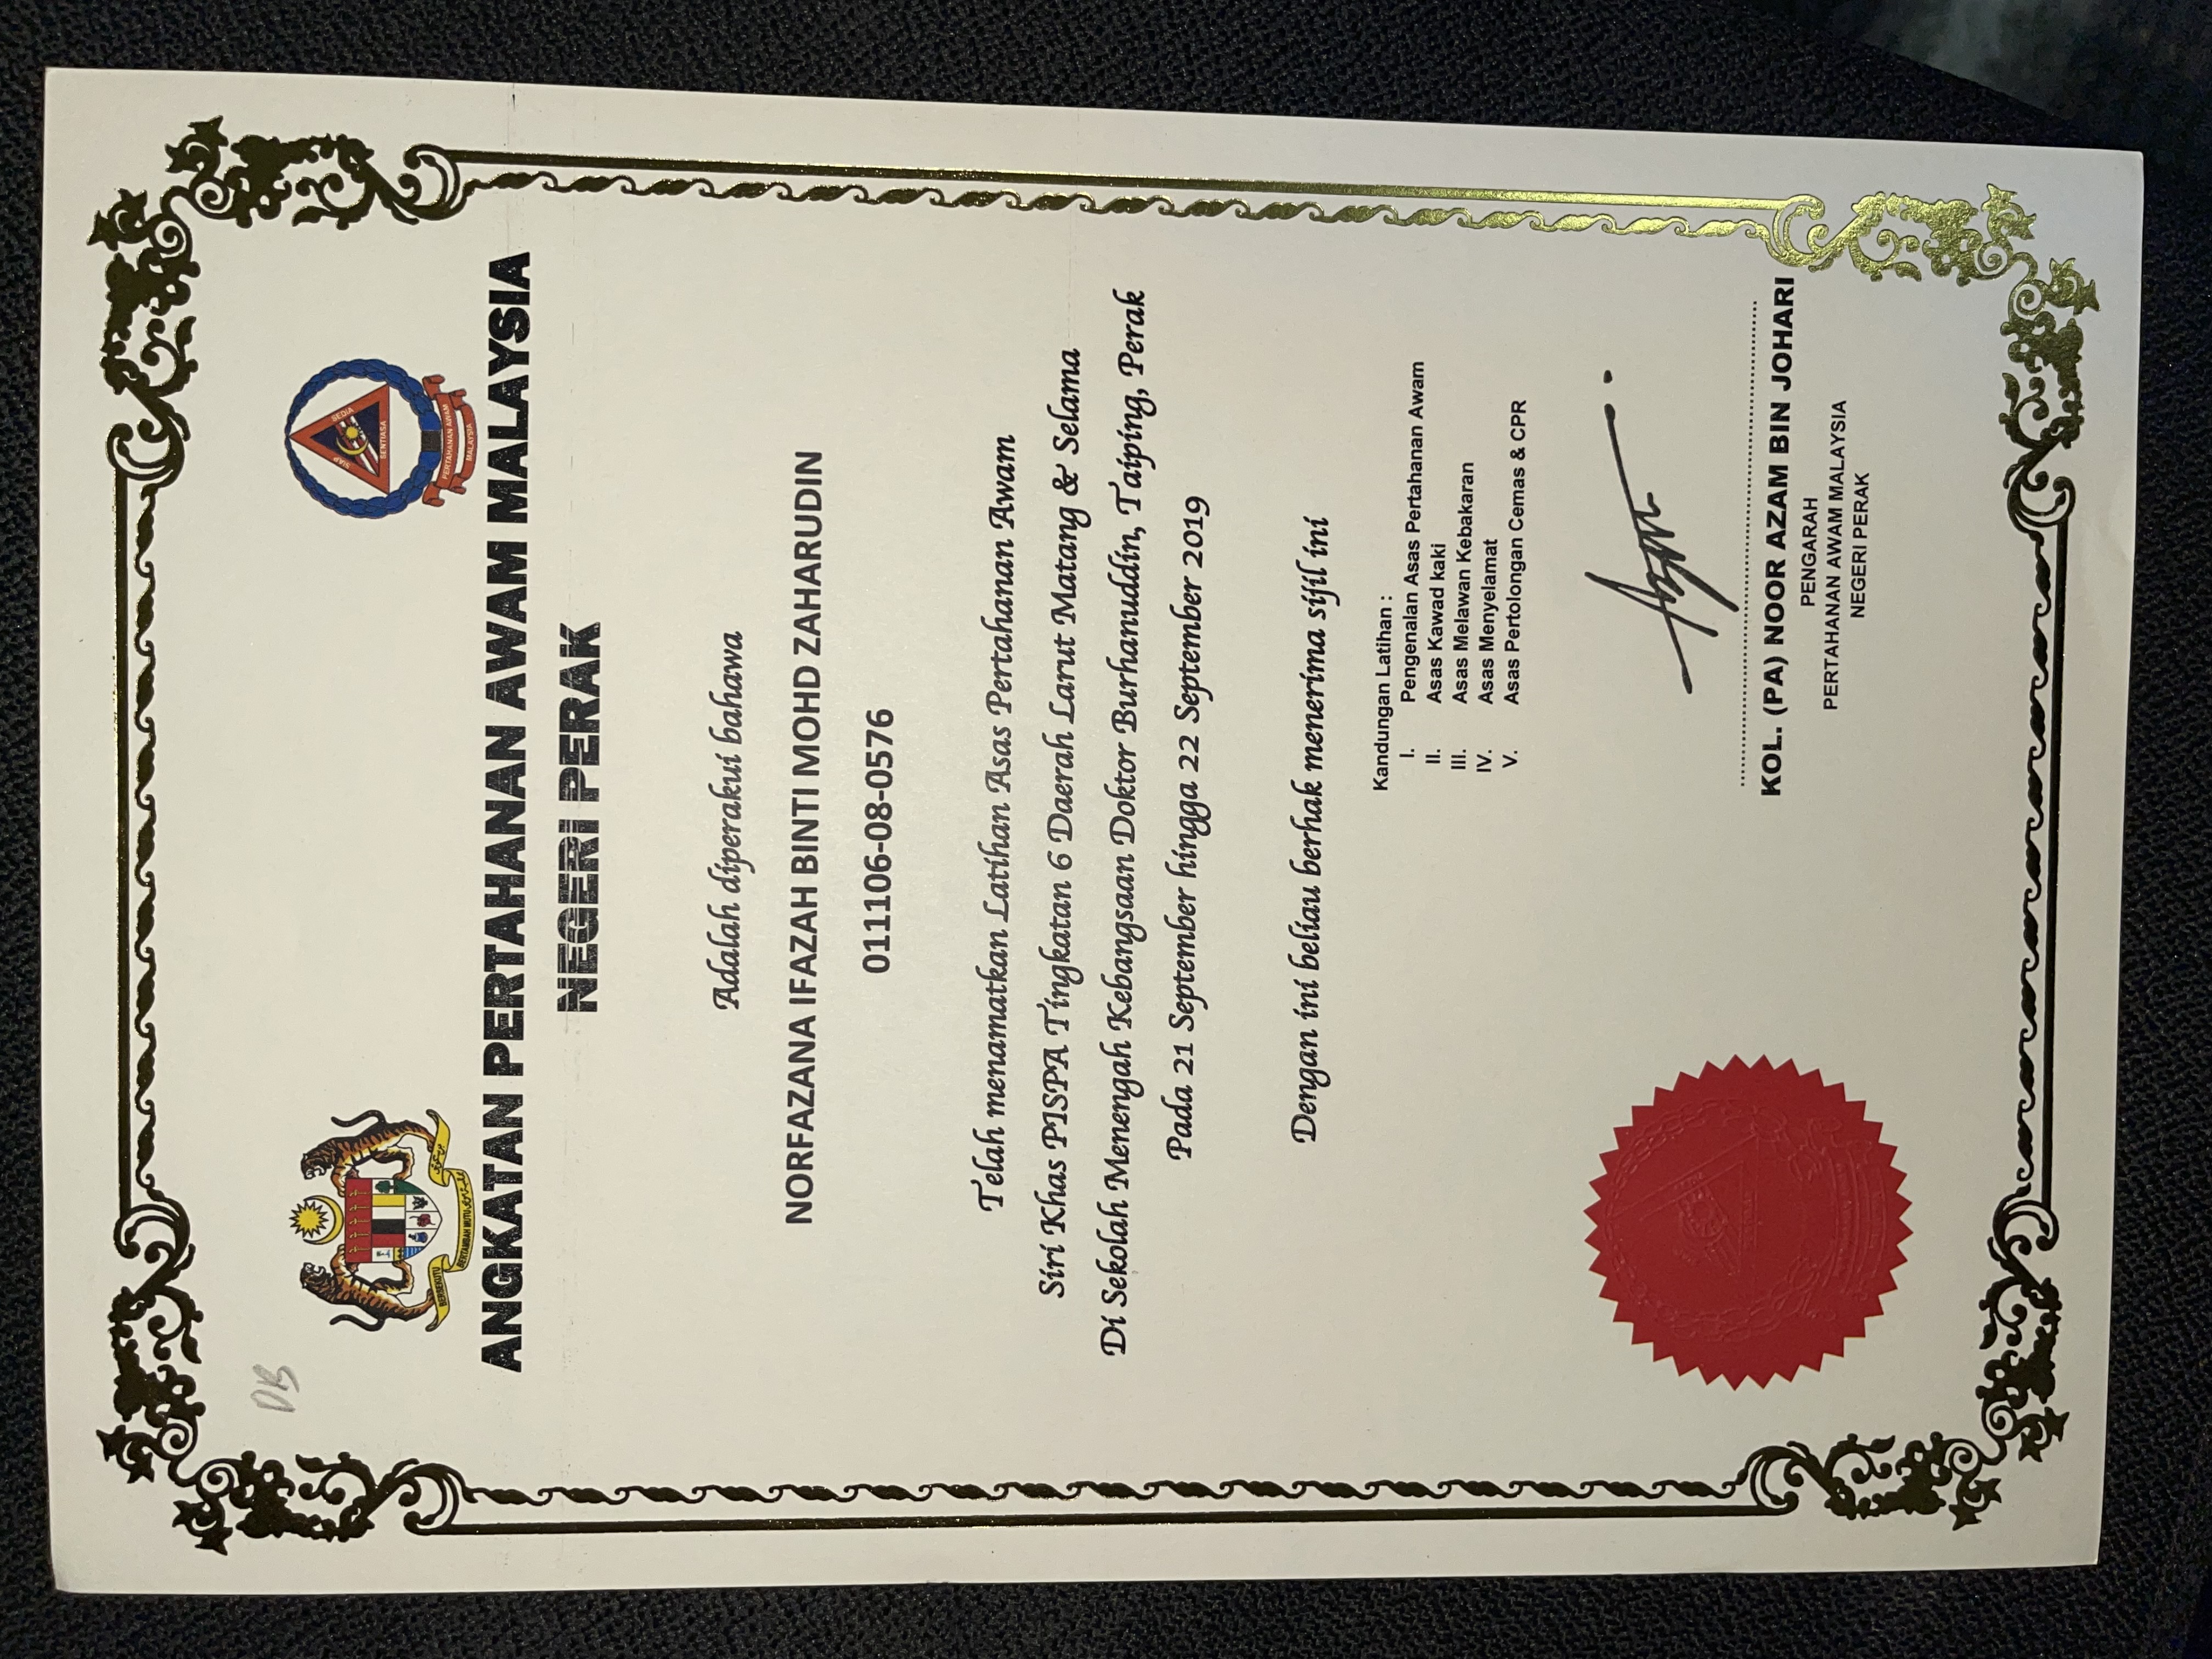 DB
BERSEKUTU
BERTAMBAH MUTU
SIAP
SEDIA
SENTIASA
PERTAHANAN AWAM
MALAYSIA
ANGKATAN PERTAHANAN AWAM MALAYSIA
NEGERI PERAK
Adalah diperakui bahawa
NORFAZANA IFAZAH BINTI MOHD ZAHARUDIN
011106-08-0576
Telah menamatkan Latihan Asas Pertahanan Awam
Siri Khas PISPA Tingkatan 6 Daerah Larut Matang & Selama
Di Sekolah Menengah Kebangsaan Doktor Burhanuddin, Taiping, Perak
Pada 21 September hingga 22 September 2019
Dengan ini beliau berhak menerima sijil ini
Kandungan Latihan :
I. Pengenalan Asas Pertahanan Awam
II. Asas Kawad kaki
III. Asas Melawan Kebakaran
IV. Asas Menyelamat
V. Asas Pertolongan Cemas & CPR
KOL. (PA) NOOR AZAM BIN JOHARI
PENGARAH
PERTAHANAN AWAM MALAYSIA
NEGERI PERAK